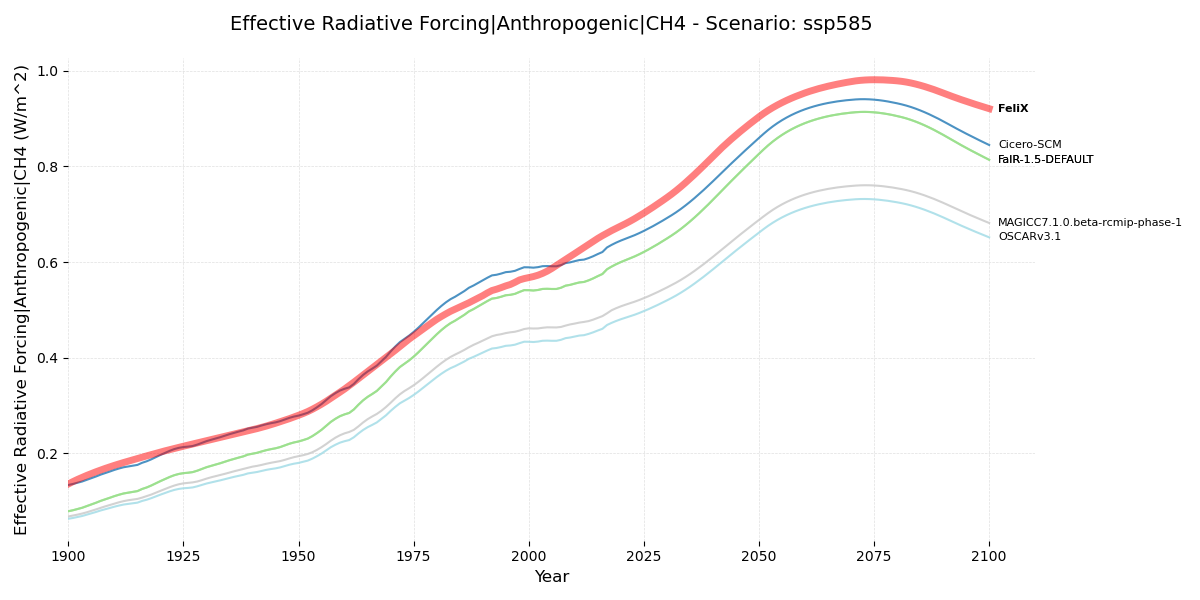 Effective Radiative Forcing|Anthropogenic|CH4 - Scenario: ssp585
Effective Radiative Forcing|Anthropogenic|CH4 (W/m^2)
1.0
0.8
0.6
0.4
0.2
FeliX
Cicero-SCM
FaIR-1.5-DEFAULT
MAGICC7.1.0.beta-rcmip-phase-1
OSCARv3.1
1900 1925 1950 1975 2000 2025 2050 2075 2100
Year